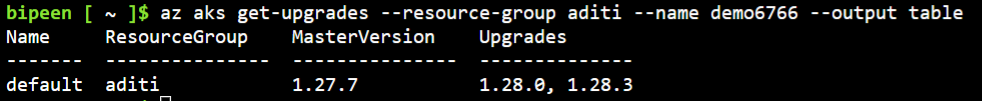 bipeen [ ~ ]$ az aks get-upgrades --resource-group aditi --name demo6766 --output table
Name     ResourceGroup    MasterVersion    Upgrades
-------  ---------------  ---------------  --------------
default  aditi            1.27.7           1.28.0, 1.28.3